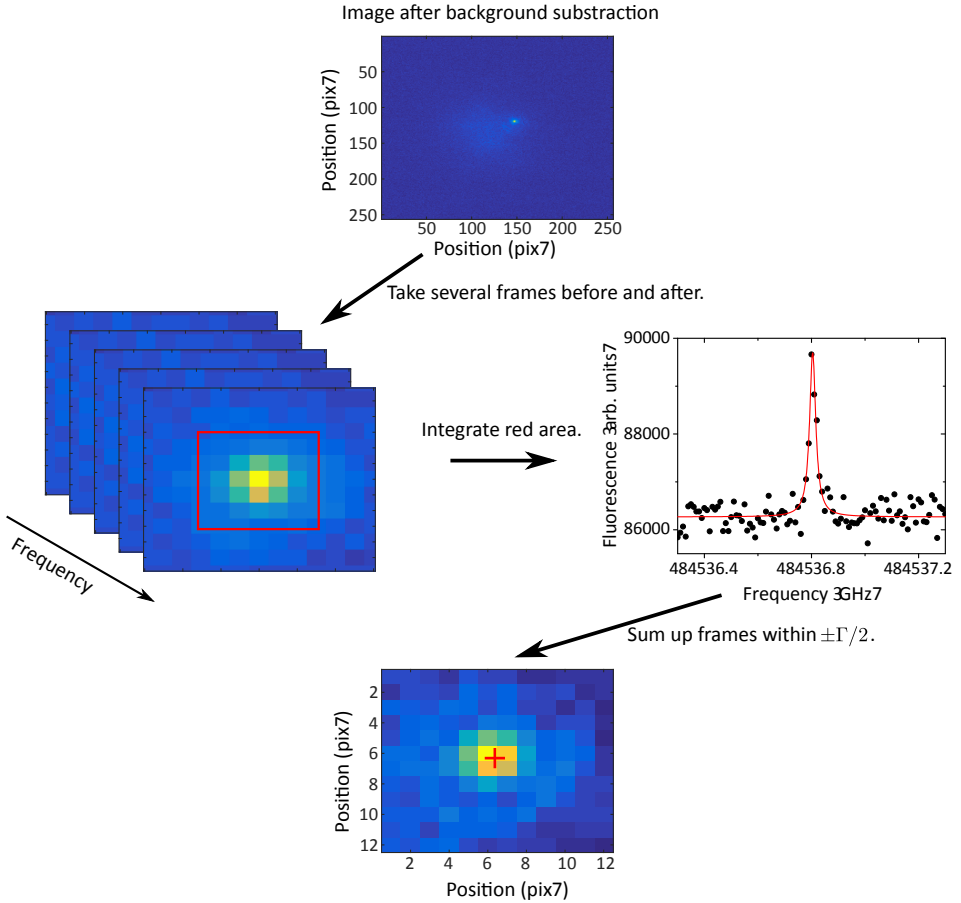 Image after background substraction
Position (pix7)
50
100
150
200
250
50 100 150 200 250
Position (pix7)
Take several frames before and after.
Frequency
Integrate red area.
Fluorescence 3arb. units7
90000
88000
86000
484536.4 484536.8 484537.2
Frequency 3GHz7
Sum up frames within ±Γ/2.
Position (pix7)
2
4
6
8
10
12
2 4 6 8 10 12
Position (pix7)